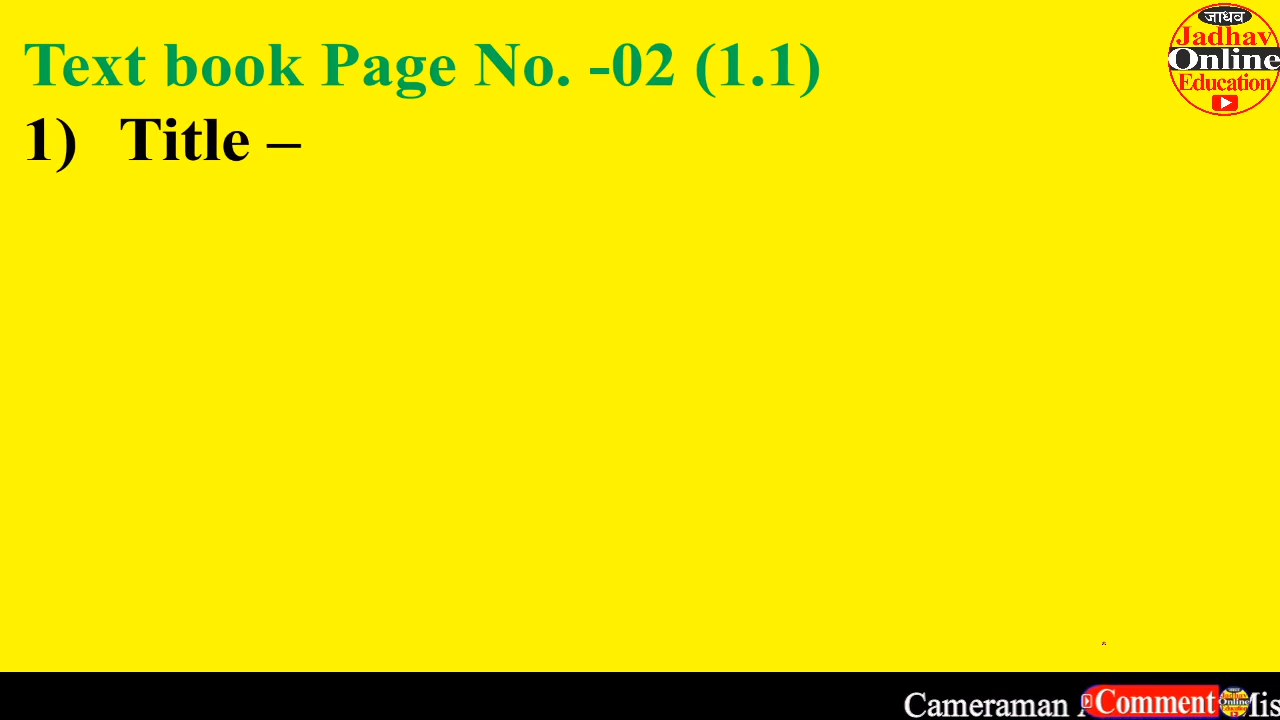 Text book Page No. -02 (1.1)
1) Title –
जाधव
Jadhav
Online
Education
Cameraman
Comment